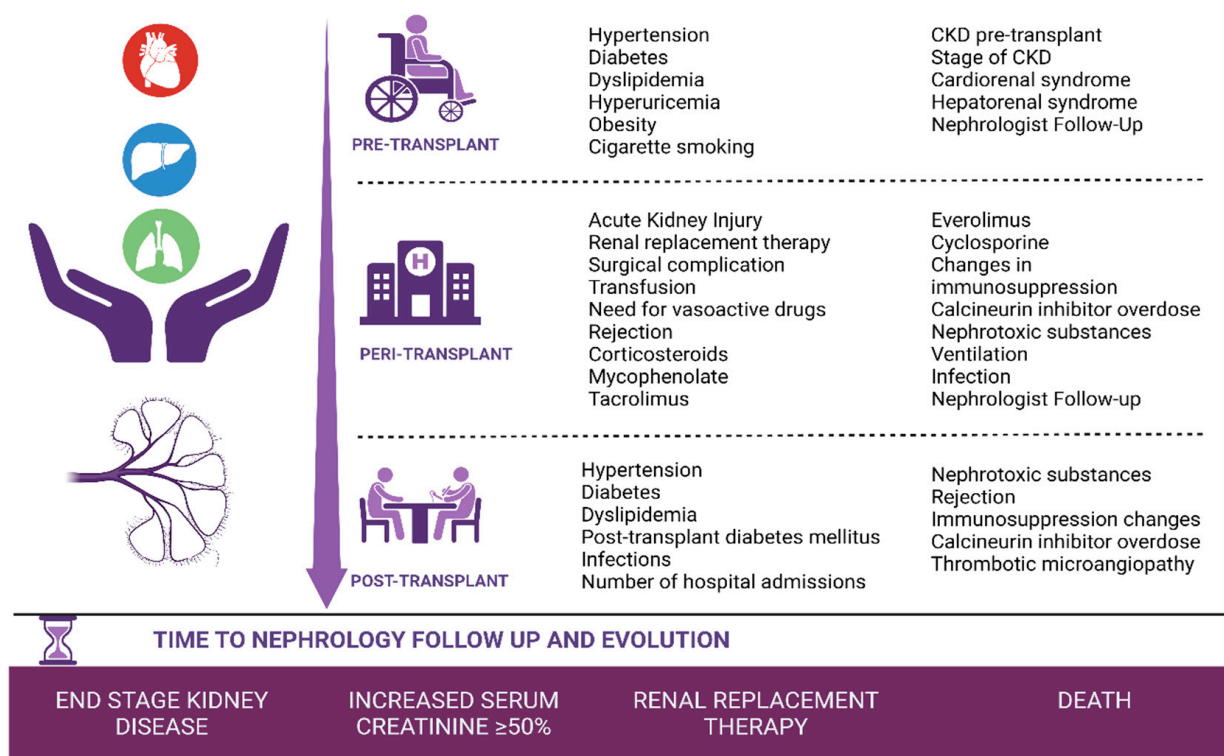 Hypertension
Diabetes
Dyslipidemia
Hyperuricemia
Obesity
Cigarette smoking
CKD pre-transplant
Stage of CKD
Cardiorenal syndrome
Hepatorenal syndrome
Nephrologist Follow-Up
PRE-TRANSPLANT
Acute Kidney Injury
Renal replacement therapy
Surgical complication
Transfusion
Need for vasoactive drugs
Rejection
Corticosteroids
Mycophenolate
Tacrolimus
Everolimus
Cyclosporine
Changes in
immunosuppression
Calcineurin inhibitor overdose
Nephrotoxic substances
Ventilation
Infection
Nephrologist Follow-up
H
PERI-TRANSPLANT
Hypertension
Diabetes
Dyslipidemia
Post-transplant diabetes mellitus
Infections
Number of hospital admissions
Nephrotoxic substances
Rejection
Immunosuppression changes
Calcineurin inhibitor overdose
Thrombotic microangiopathy
POST-TRANSPLANT
TIME TO NEPHROLOGY FOLLOW UP AND EVOLUTION
END STAGE KIDNEY
DISEASE
INCREASED SERUM
CREATININE ≥50%
RENAL REPLACEMENT
THERAPY
DEATH